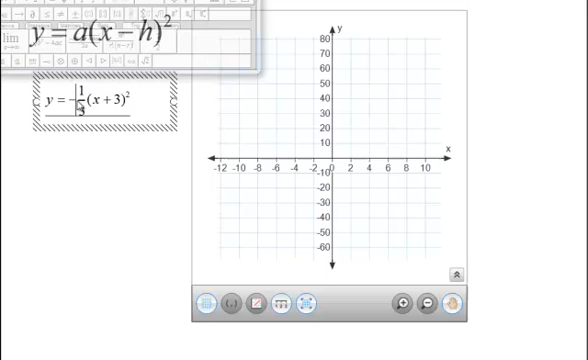 y = a(x − h)²
y = −1/3(x + 3)²
y
80
70
60
50
40
30
20
10
x
-12 -10 -8 -6 -4 -2 0 2 4 6 8 10
-10
-20
-30
-40
-50
-60